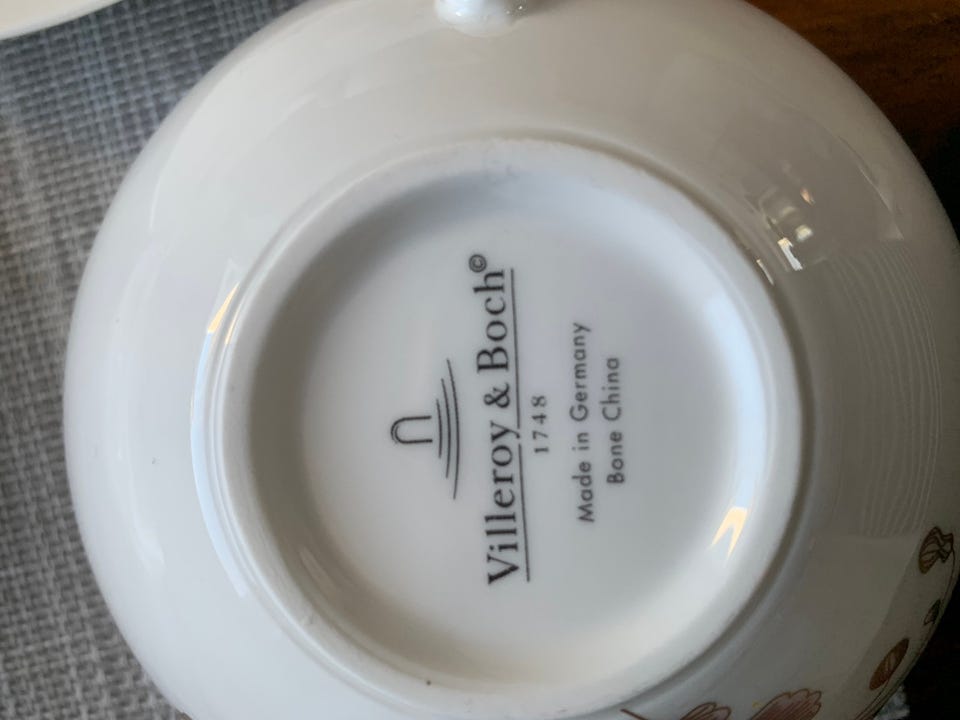 Villeroy & Boch©
1748
Made in Germany
Bone China